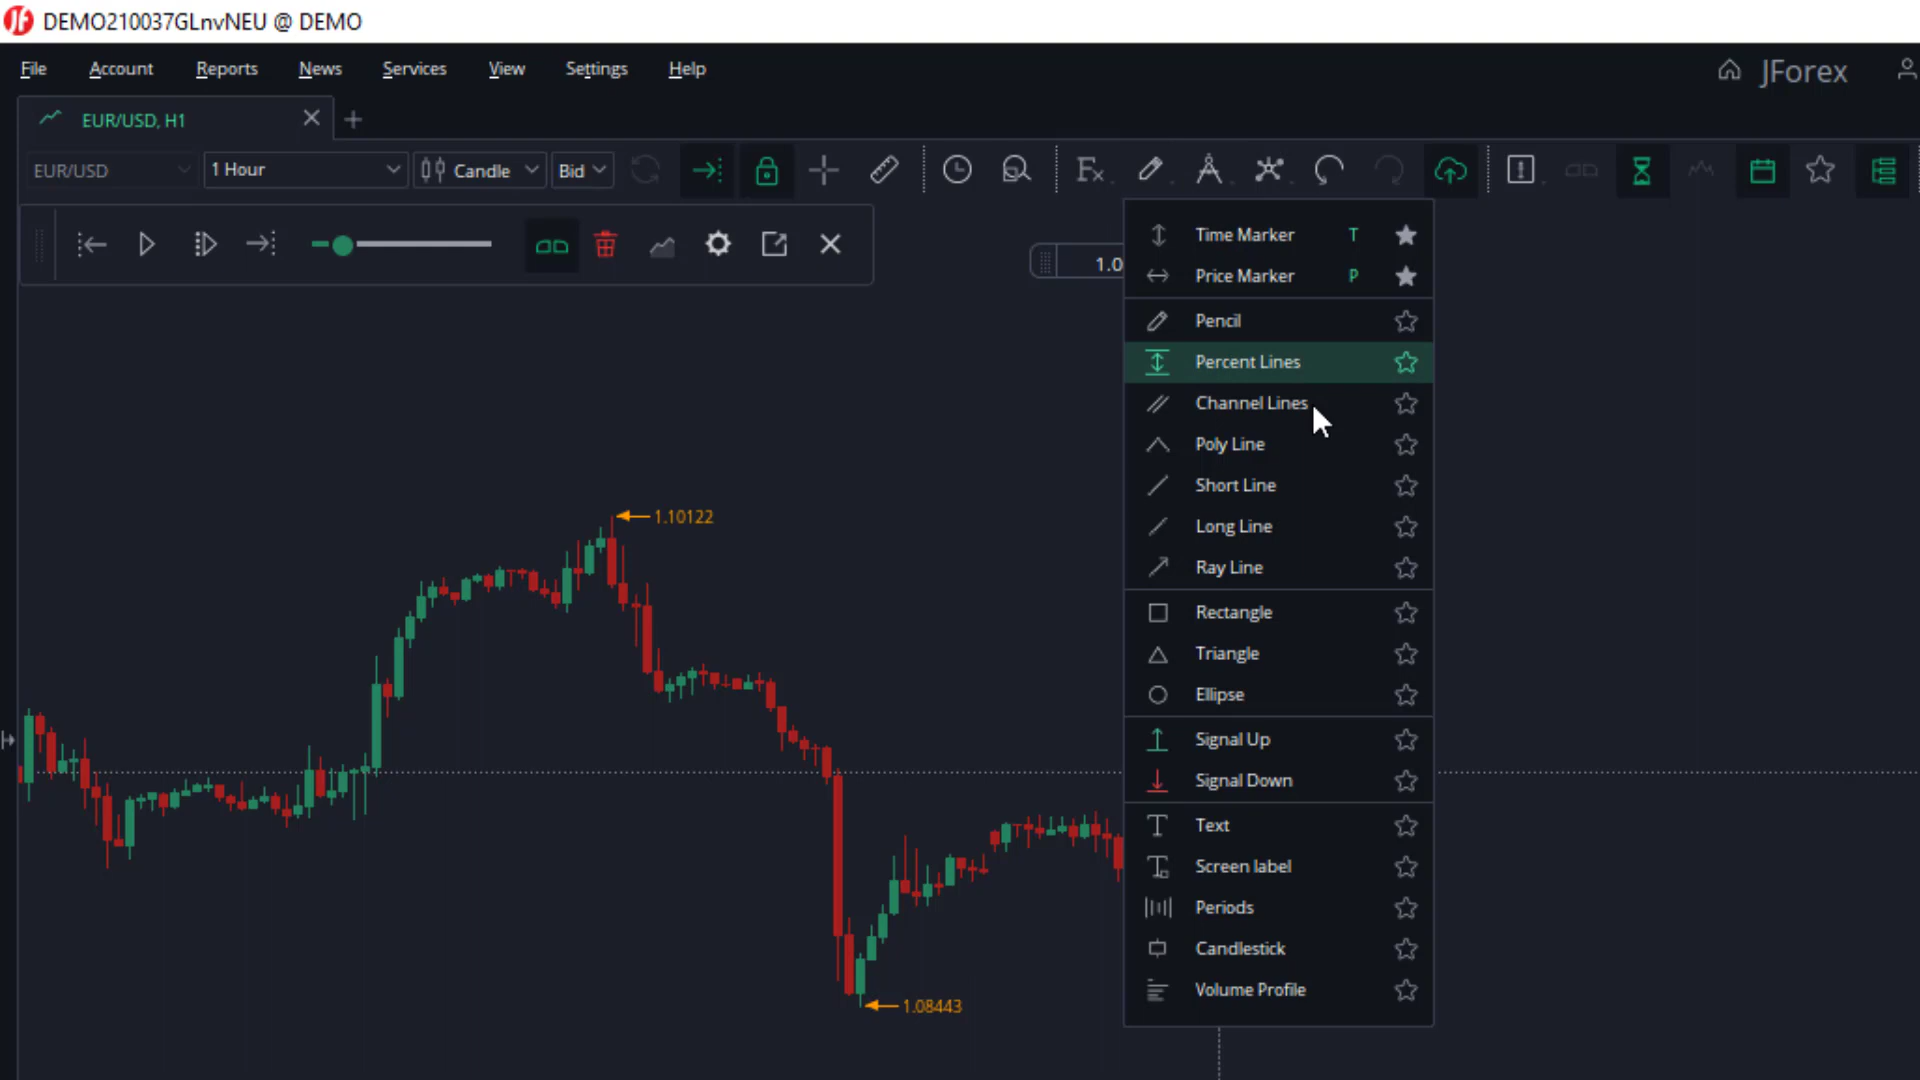 DEMO210037GLnvNEU @ DEMO
File Account Reports News Services View Settings Help JForex
EUR/USD, H1
EUR/USD 1 Hour Candle Bid Fx
1.0
Time Marker T
Price Marker P
Pencil
Percent Lines
Channel Lines
Poly Line
Short Line
Long Line
Ray Line
Rectangle
Triangle
Ellipse
Signal Up
Signal Down
Text
Screen label
Periods
Candlestick
Volume Profile
1.10122
1.08443